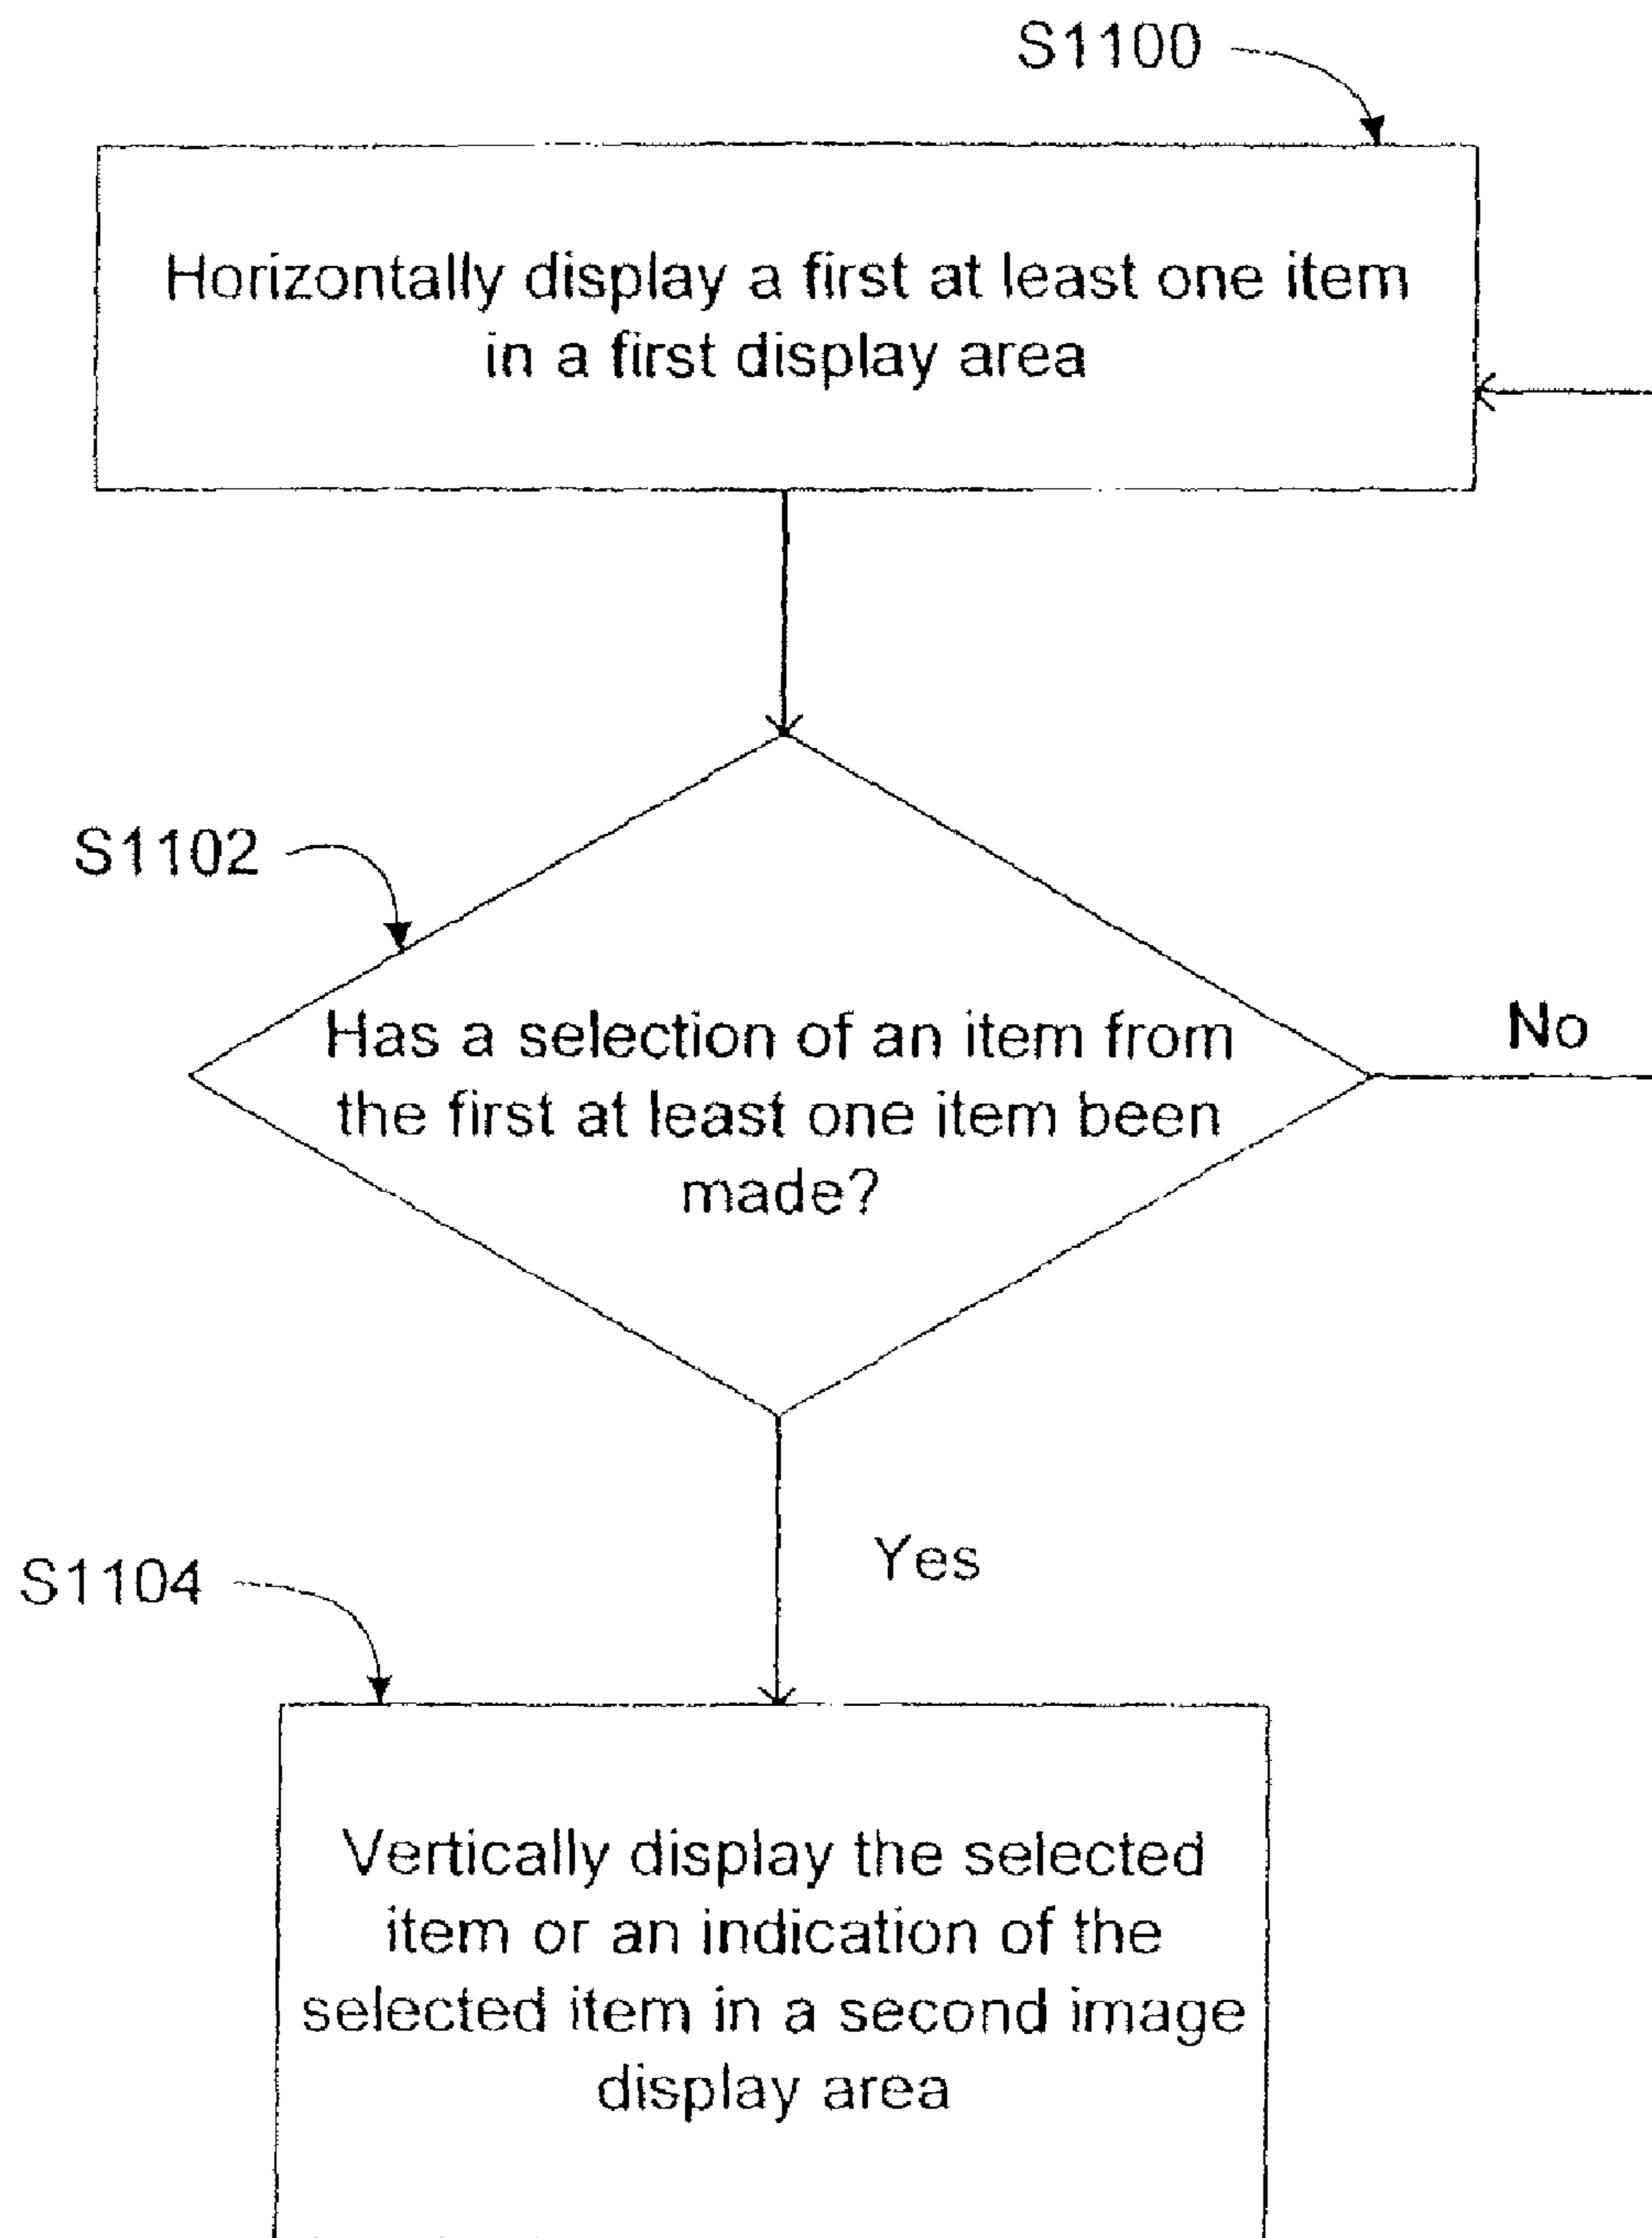 S1100
Horizontally display a first at least one item
in a first display area
S1102
Has a selection of an item from
the first at least one item been
made?
No
Yes
S1104
Vertically display the selected
item or an indication of the
selected item in a second image
display area